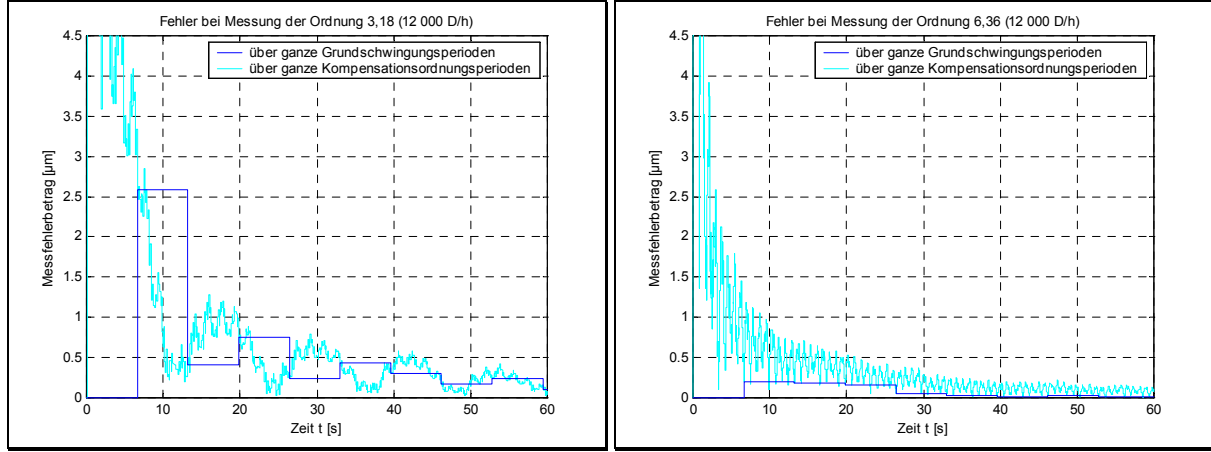 Fehler bei Messung der Ordnung 3,18 (12 000 D/h)
4.5
4
3.5
3
2.5
2
1.5
1
0.5
0
Messfehlerbetrag [µm]
über ganze Grundschwingungsperioden
über ganze Kompensationsordnungsperioden
0 10 20 30 40 50 60
Zeit t [s]
Fehler bei Messung der Ordnung 6,36 (12 000 D/h)
4.5
4
3.5
3
2.5
2
1.5
1
0.5
0
Messfehlerbetrag [µm]
über ganze Grundschwingungsperioden
über ganze Kompensationsordnungsperioden
0 10 20 30 40 50 60
Zeit t [s]